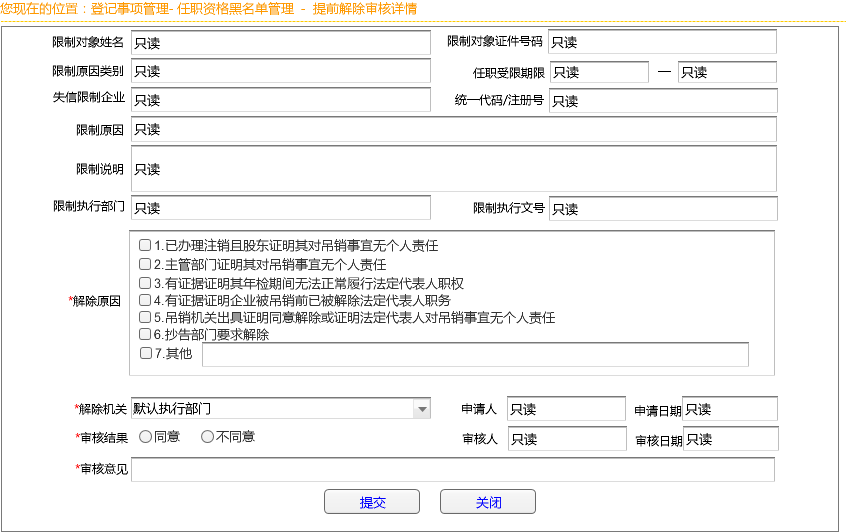 您现在的位置：登记事项管理- 任职资格黑名单管理 - 提前解除审核详情
限制对象姓名 只读 限制对象证件号码 只读
限制原因类别 只读 任职受限期限 只读 — 只读
失信限制企业 只读 统一代码/注册号 只读
限制原因 只读
限制说明 只读
限制执行部门 只读 限制执行文号 只读
*解除原因
1.已办理注销且股东证明其对吊销事宜无个人责任
2.主管部门证明其对吊销事宜无个人责任
3.有证据证明其年检期间无法正常履行法定代表人职权
4.有证据证明企业被吊销前已被解除法定代表人职务
5.吊销机关出具证明同意解除或证明法定代表人对吊销事宜无个人责任
6.抄告部门要求解除
7.其他
*解除机关 默认执行部门 申请人 只读 申请日期 只读
*审核结果 同意 不同意 审核人 只读 审核日期 只读
*审核意见
提交 关闭